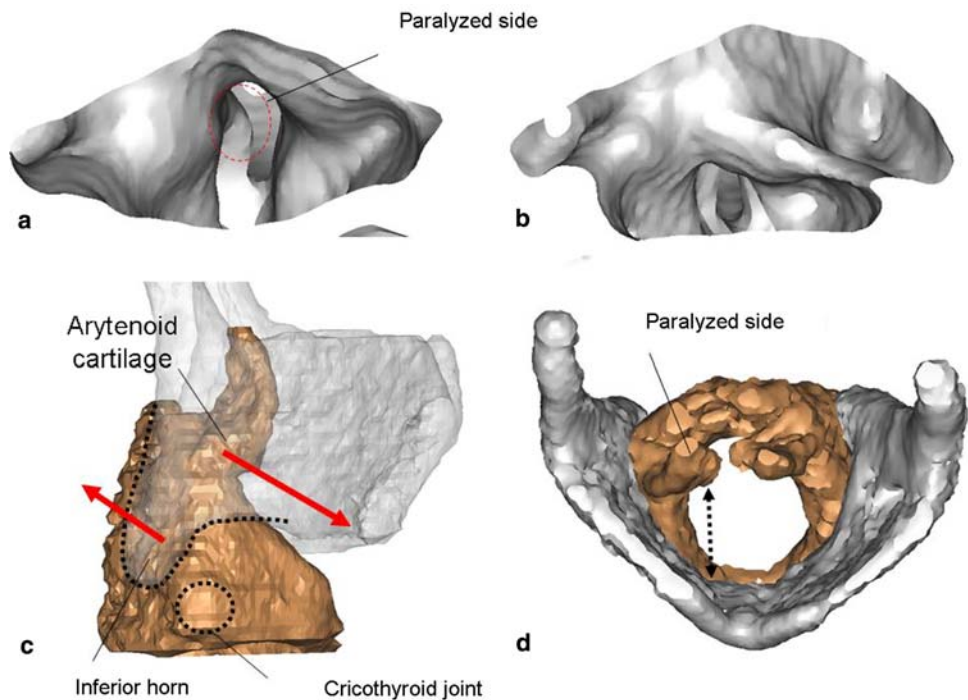 Paralyzed side
a
b
Arytenoid
cartilage
Paralyzed side
c
d
Inferior horn
Cricothyroid joint